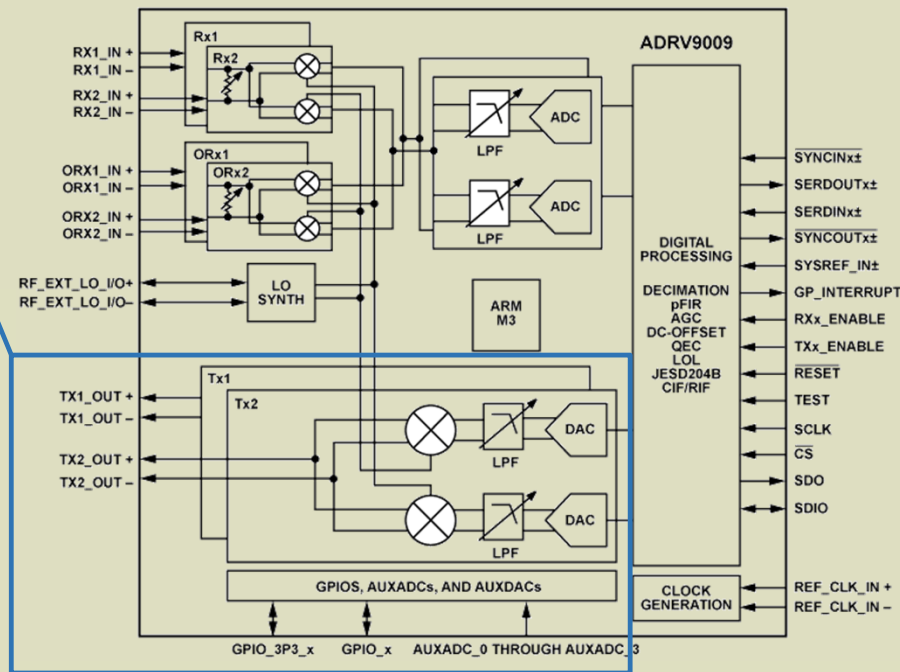 ADRV9009
Rx1
RX1_IN +
RX1_IN –
Rx2
RX2_IN +
RX2_IN –
ADC
LPF
ORx1
ORX1_IN +
ORX1_IN –
ORx2
ORX2_IN +
ORX2_IN –
ADC
LPF
RF_EXT_LO_I/O+
RF_EXT_LO_I/O–
LO
SYNTH
ARM
M3
DIGITAL
PROCESSING
DECIMATION
pFIR
AGC
DC-OFFSET
QEC
LOL
JESD204B
CIF/RIF
SYNCINx±
SERDOUTx±
SERDINx±
SYNCOUTx±
SYSREF_IN±
GP_INTERRUPT
RXx_ENABLE
TXx_ENABLE
RESET
TEST
SCLK
CS
SDO
SDIO
Tx1
TX1_OUT +
TX1_OUT –
Tx2
TX2_OUT +
TX2_OUT –
DAC
LPF
DAC
LPF
GPIOS, AUXADCs, AND AUXDACs
GPIO_3P3_x
GPIO_x
AUXADC_0 THROUGH AUXADC_3
CLOCK
GENERATION
REF_CLK_IN +
REF_CLK_IN –